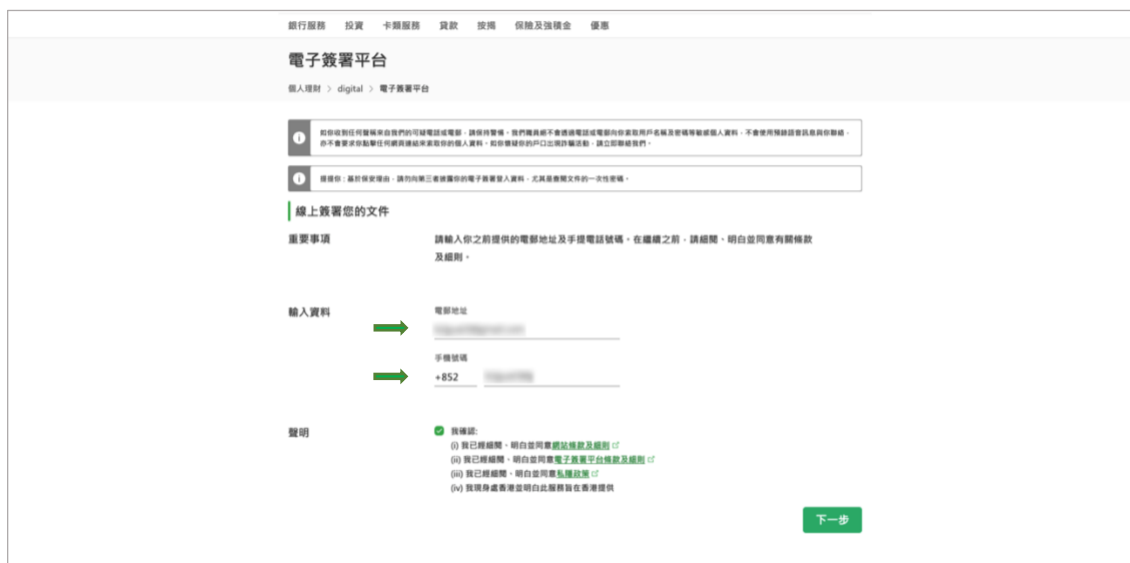 銀行服務 投資 卡類服務 貸款 按揭 保險及強積金 優惠
電子簽署平台
個人理財 > digital > 電子簽署平台
如你收到任何聲稱來自我們的可疑電話或電郵，請保持警惕。我們職員絕不會透過電話或電郵向你索取用戶名稱及密碼等敏感個人資料，不會使用預錄語音訊息與你聯絡，
亦不會要求你點擊任何網頁連結來索取你的個人資料。如你懷疑你的戶口出現詐騙活動，請立即聯絡我們。
提提你：基於保安理由，請勿向第三者披露你的電子簽署登入資料，尤其是查閱文件的一次性密碼。
線上簽署您的文件
重要事項
請輸入你之前提供的電郵地址及手提電話號碼。在繼續之前，請細閱、明白並同意有關條款
及細則。
輸入資料
電郵地址
手機號碼
+852
聲明
我確認:
(i) 我已經細閱、明白並同意網站條款及細則
(ii) 我已經細閱、明白並同意電子簽署平台條款及細則
(iii) 我已經細閱、明白並同意私隱政策
(iv) 我現身處香港並明白此服務旨在香港提供
下一步